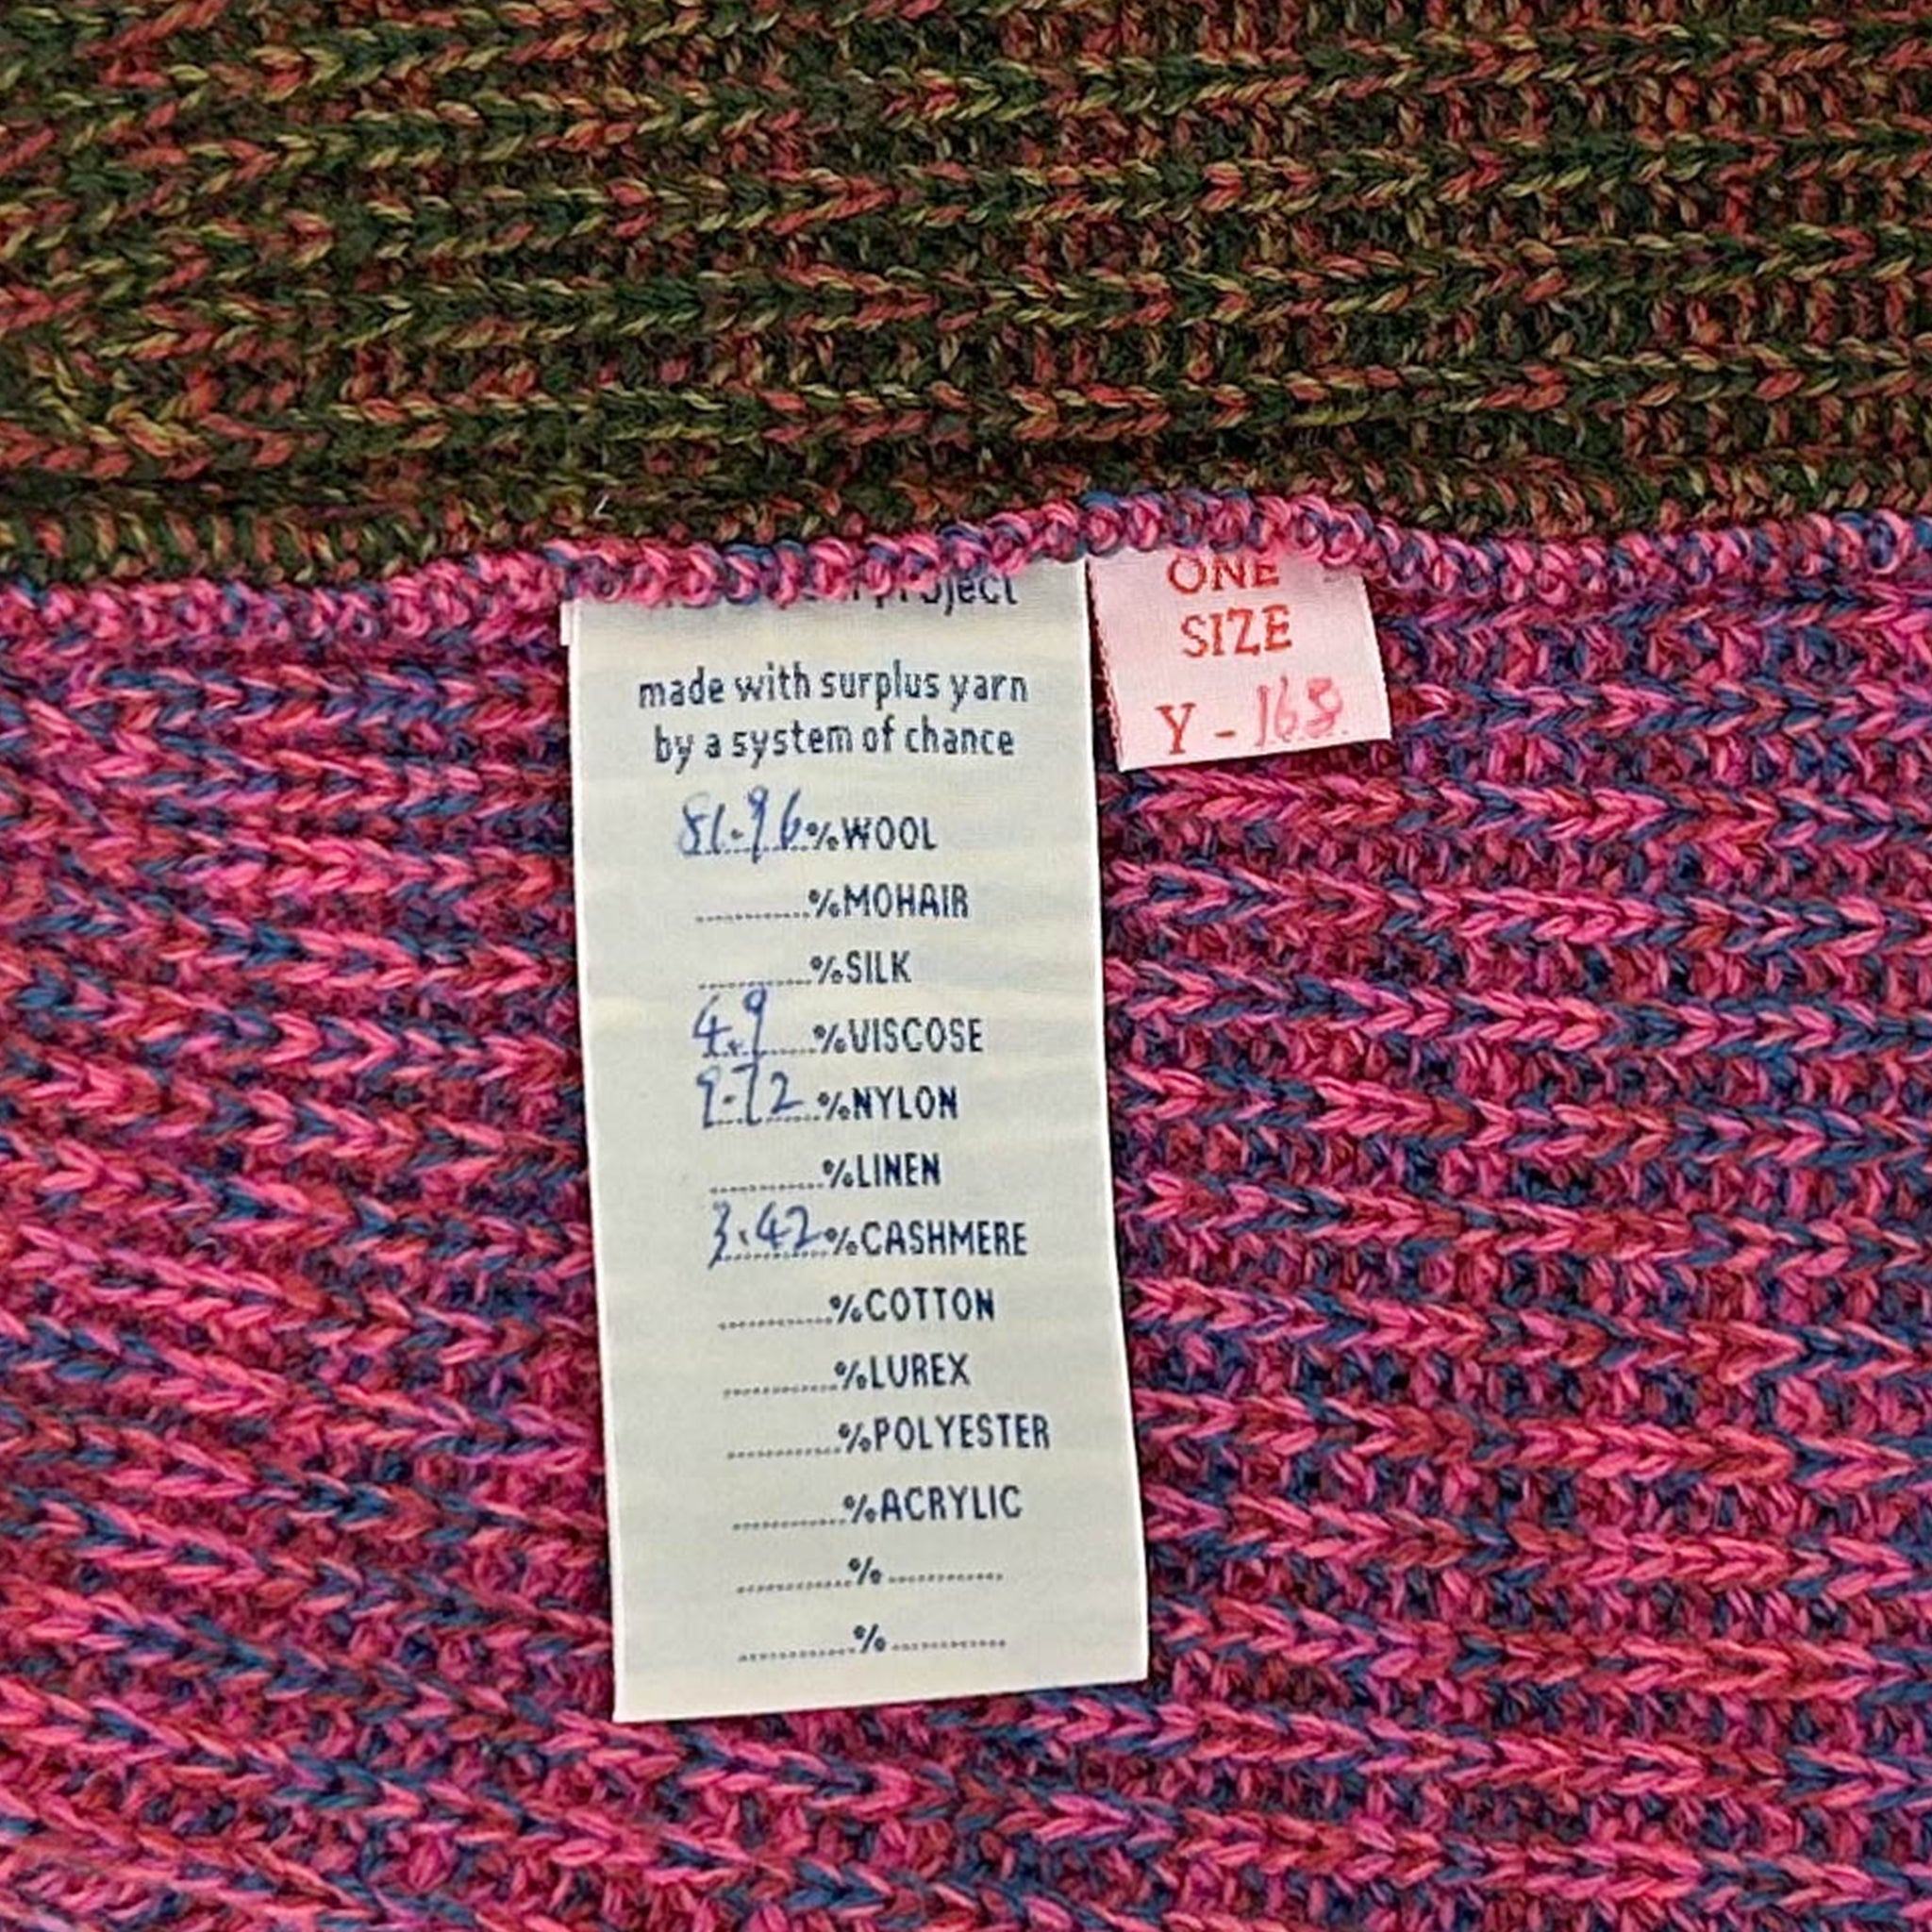 project
made with surplus yarn
by a system of chance
81.96%WOOL
..........%MOHAIR
..........%SILK
4.9.....%VISCOSE
9.72.%NYLON
..........%LINEN
3.42%CASHMERE
..........%COTTON
..........%LUREX
..........%POLYESTER
..........%ACRYLIC
..........%..........
..........%..........
ONE
SIZE
Y -